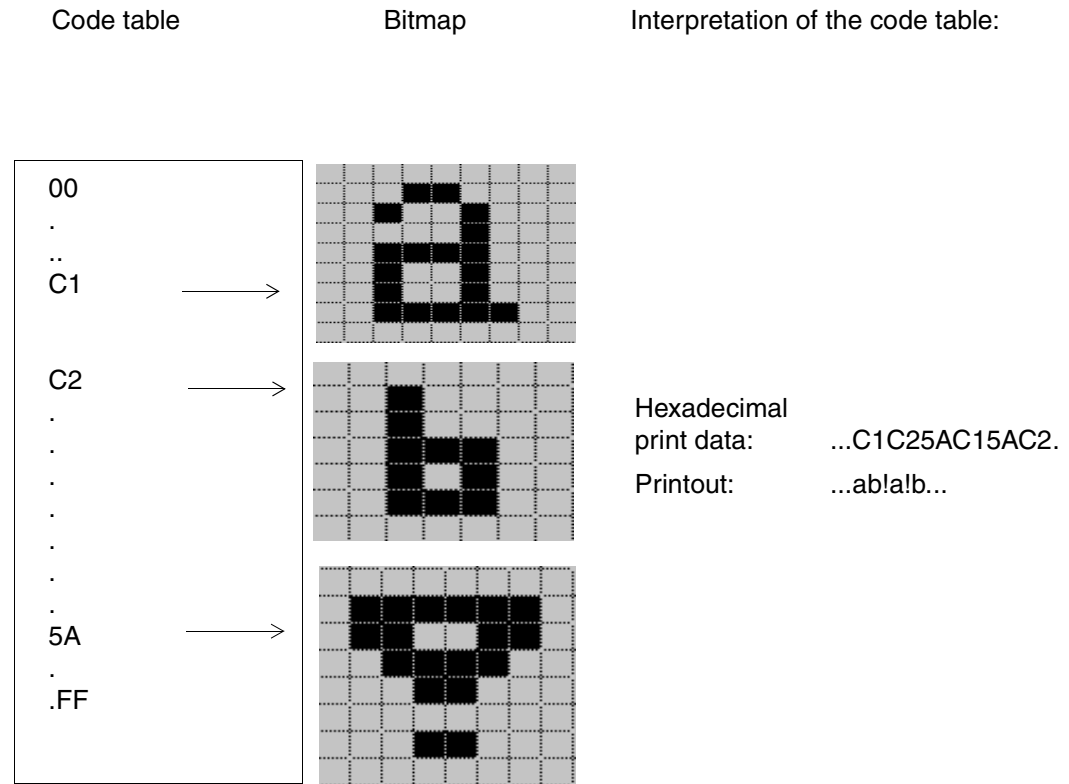 Code table Bitmap Interpretation of the code table:
00
.
..
C1
C2
.
.
.
.
.
.
.
5A
.
.FF
Hexadecimal
print data: ...C1C25AC15AC2.
Printout: ...ab!a!b...